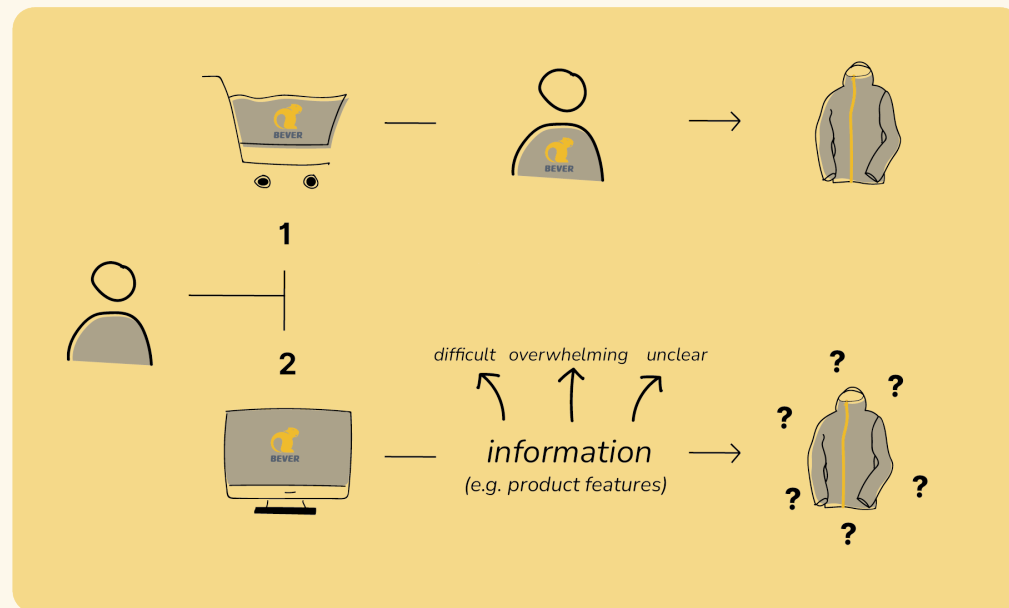 BEVER
BEVER
1
2
difficult overwhelming unclear
?
?
?
BEVER
information
(e.g. product features)
?
?
?